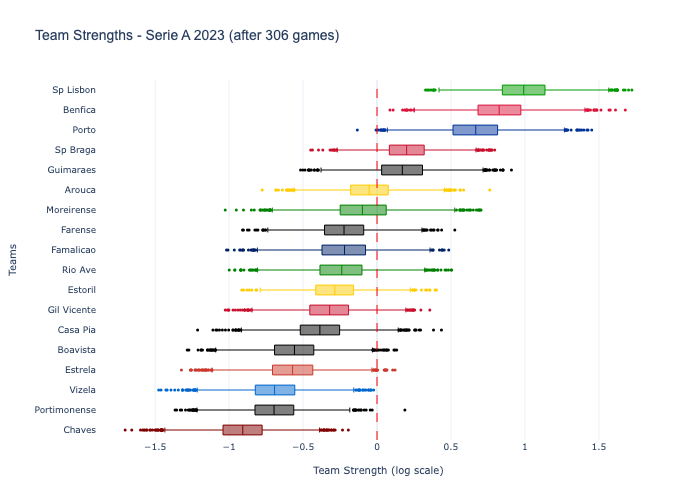 Team Strengths - Serie A 2023 (after 306 games)
Sp Lisbon
Benfica
Porto
Sp Braga
Guimaraes
Arouca
Moreirense
Farense
Famalicao
Rio Ave
Estoril
Gil Vicente
Casa Pia
Boavista
Estrela
Vizela
Portimonense
Chaves
Teams
−1.5 −1 −0.5 0 0.5 1 1.5
Team Strength (log scale)